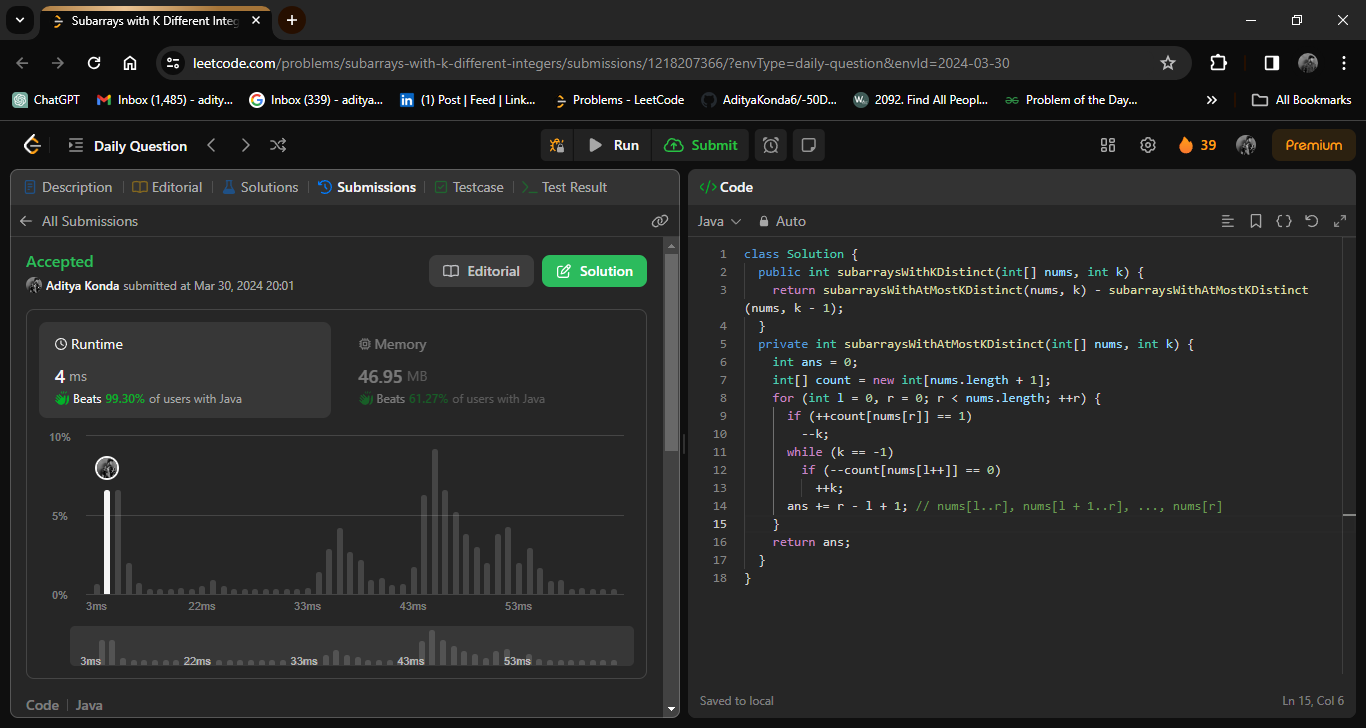 Subarrays with K Different Integ
leetcode.com/problems/subarrays-with-k-different-integers/submissions/1218207366/?envType=daily-question&envId=2024-03-30
ChatGPT Inbox (1,485) - adity... Inbox (339) - aditya... (1) Post | Feed | Link... Problems - LeetCode AdityaKonda6/-50D... 2092. Find All Peopl... Problem of the Day... » All Bookmarks
Daily Question Run Submit 39 Premium
Description Editorial Solutions Submissions Testcase Test Result
All Submissions
Accepted
Editorial Solution
Aditya Konda submitted at Mar 30, 2024 20:01
Runtime Memory
4 ms 46.95 MB
Beats 99.30% of users with Java Beats 61.27% of users with Java
10%
5%
0%
3ms 22ms 33ms 43ms 53ms
3ms 22ms 33ms 43ms 53ms
Code | Java
</> Code
Java Auto
1 class Solution {
2 public int subarraysWithKDistinct(int[] nums, int k) {
3 return subarraysWithAtMostKDistinct(nums, k) - subarraysWithAtMostKDistinct
(nums, k - 1);
4 }
5 private int subarraysWithAtMostKDistinct(int[] nums, int k) {
6 int ans = 0;
7 int[] count = new int[nums.length + 1];
8 for (int l = 0, r = 0; r < nums.length; ++r) {
9 if (++count[nums[r]] == 1)
10 --k;
11 while (k == -1)
12 if (--count[nums[l++]] == 0)
13 ++k;
14 ans += r - l + 1; // nums[l..r], nums[l + 1..r], ..., nums[r]
15 }
16 return ans;
17 }
18 }
Saved to local Ln 15, Col 6